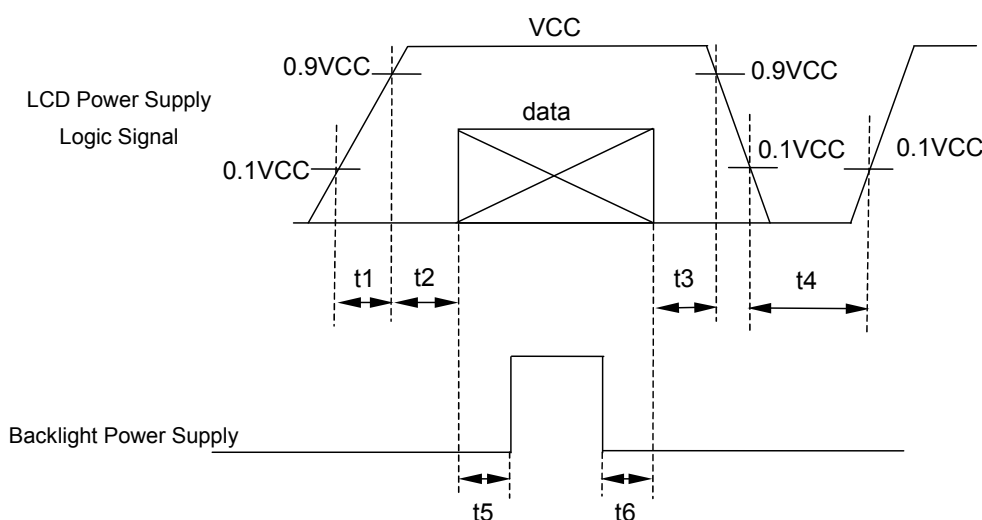 VCC
0.9VCC
0.9VCC
LCD Power Supply
Logic Signal
data
0.1VCC
0.1VCC
0.1VCC
t1
t2
t3
t4
Backlight Power Supply
t5
t6